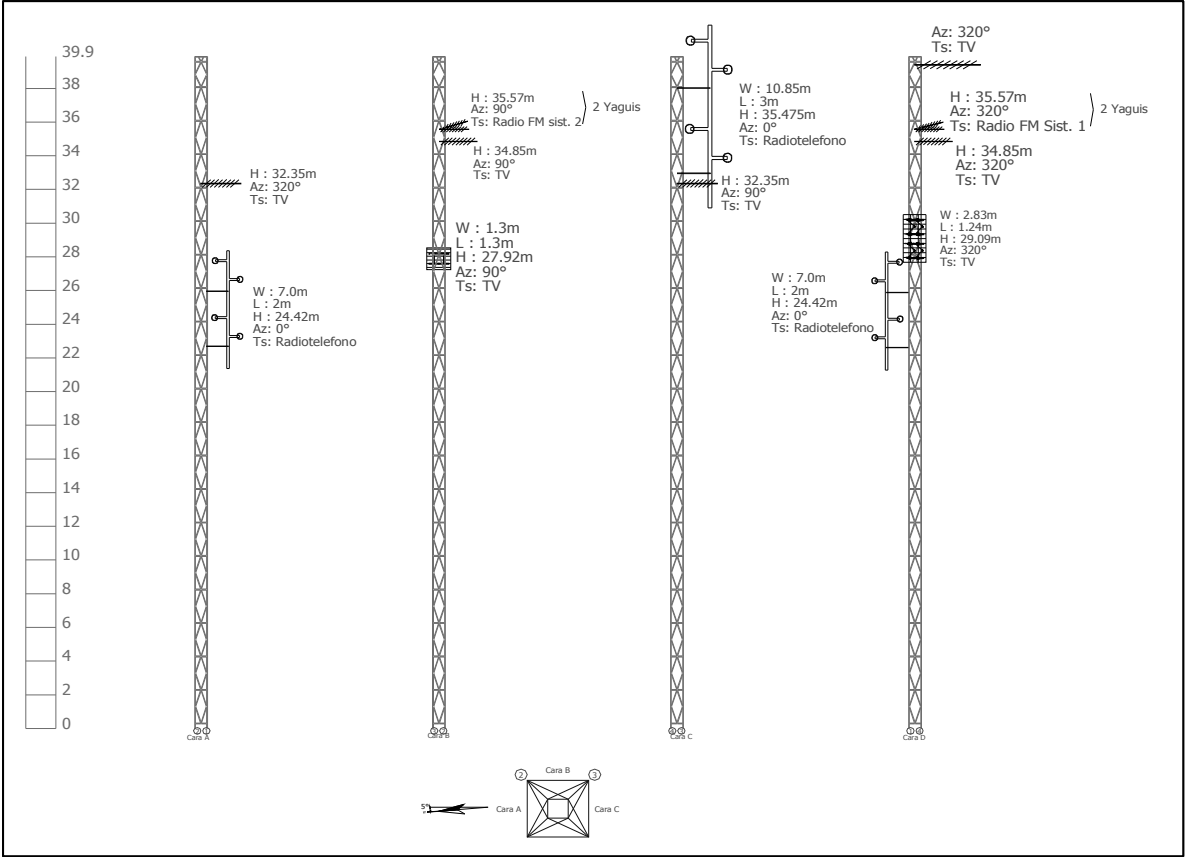 39.9
38
36
34
32
30
28
26
24
22
20
18
16
14
12
10
8
6
4
2
0
H : 32.35m
Az: 320°
Ts: TV
W : 7.0m
L : 2m
H : 24.42m
Az: 0°
Ts: Radiotelefono
Cara A
H : 35.57m
Az: 90°
Ts: Radio FM sist. 2
2 Yaguis
H : 34.85m
Az: 90°
Ts: TV
W : 1.3m
L : 1.3m
H : 27.92m
Az: 90°
Ts: TV
Cara B
W : 10.85m
L : 3m
H : 35.475m
Az: 0°
Ts: Radiotelefono
H : 32.35m
Az: 90°
Ts: TV
Cara C
Az: 320°
Ts: TV
H : 35.57m
Az: 320°
Ts: Radio FM Sist. 1
2 Yaguis
H : 34.85m
Az: 320°
Ts: TV
W : 2.83m
L : 1.24m
H : 29.09m
Az: 320°
Ts: TV
W : 7.0m
L : 2m
H : 24.42m
Az: 0°
Ts: Radiotelefono
Cara D
2
Cara B
3
Cara A
Cara C